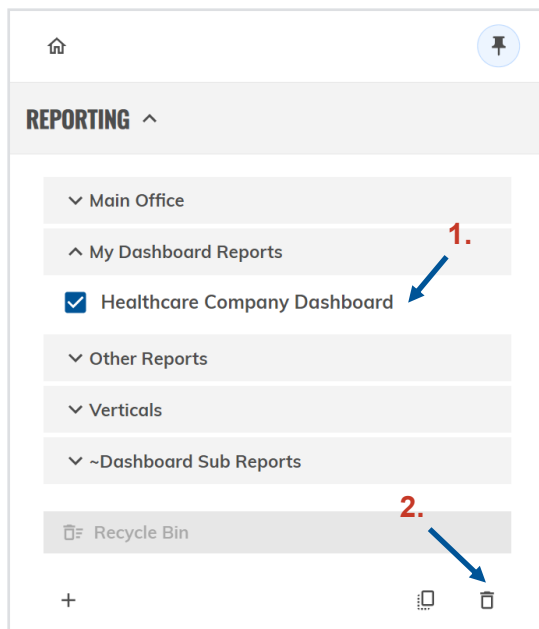 REPORTING
Main Office
1.
My Dashboard Reports
Healthcare Company Dashboard
Other Reports
Verticals
~Dashboard Sub Reports
2.
Recycle Bin